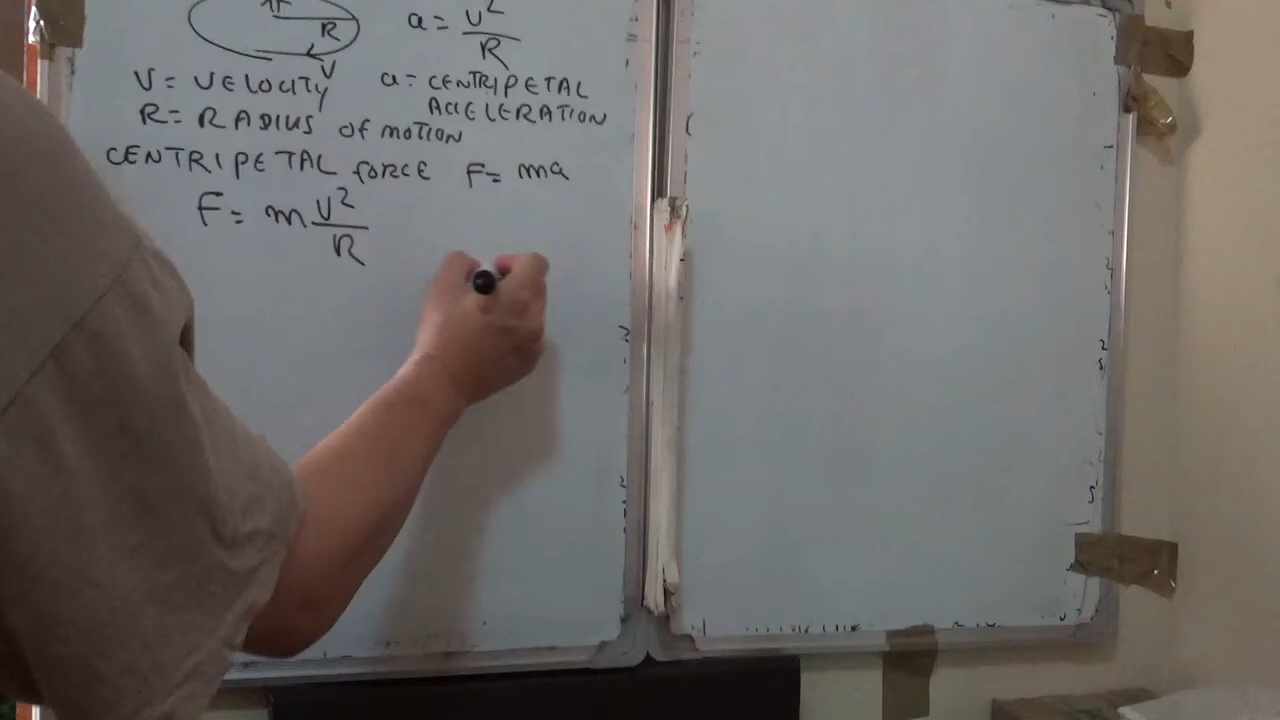 R
a = v²/R
V
V = VELOCITY
a = CENTRIPETAL ACCELERATION
R = RADIUS OF MOTION
CENTRIPETAL FORCE F = ma
F = m V²/R